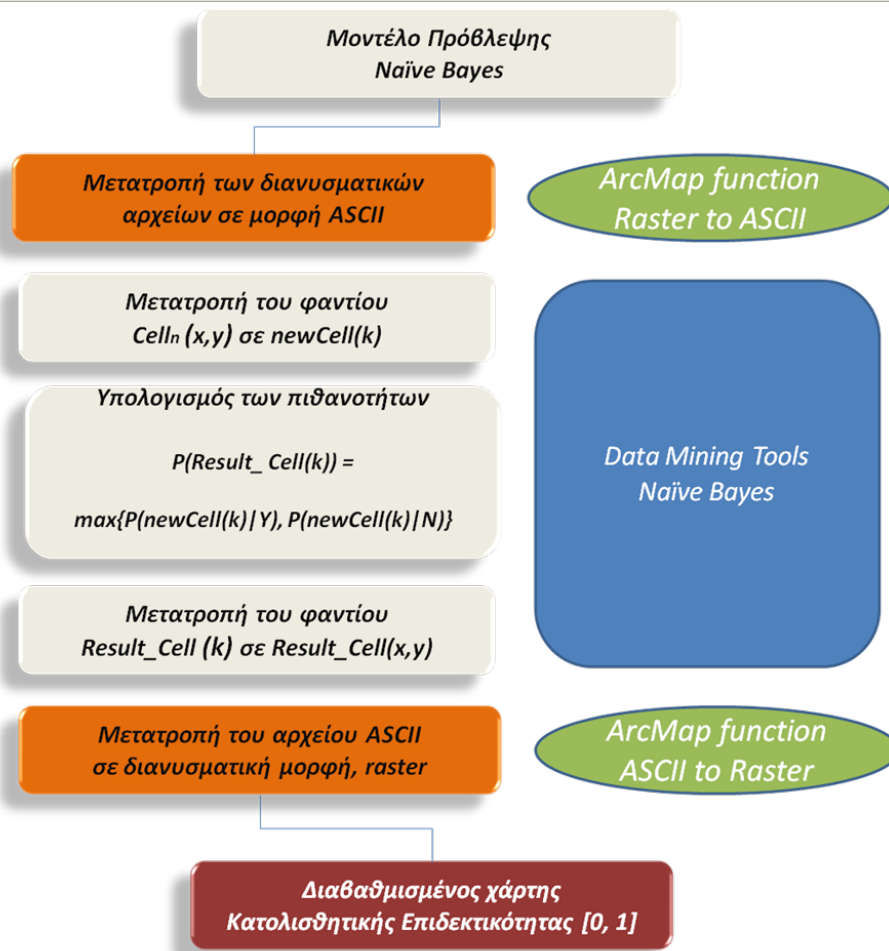 Μοντέλο Πρόβλεψης
Naïve Bayes
Μετατροπή των διανυσματικών
αρχείων σε μορφή ASCII
ArcMap function
Raster to ASCII
Μετατροπή του φαντίου
Cellₙ (x,y) σε newCell(k)
Υπολογισμός των πιθανοτήτων
P(Result_ Cell(k)) =
max{P(newCell(k)|Y), P(newCell(k)|N)}
Data Mining Tools
Naïve Bayes
Μετατροπή του φαντίου
Result_Cell (k) σε Result_Cell(x,y)
Μετατροπή του αρχείου ASCII
σε διανυσματική μορφή, raster
ArcMap function
ASCII to Raster
Διαβαθμισμένος χάρτης
Κατολισθητικής Επιδεκτικότητας [0, 1]